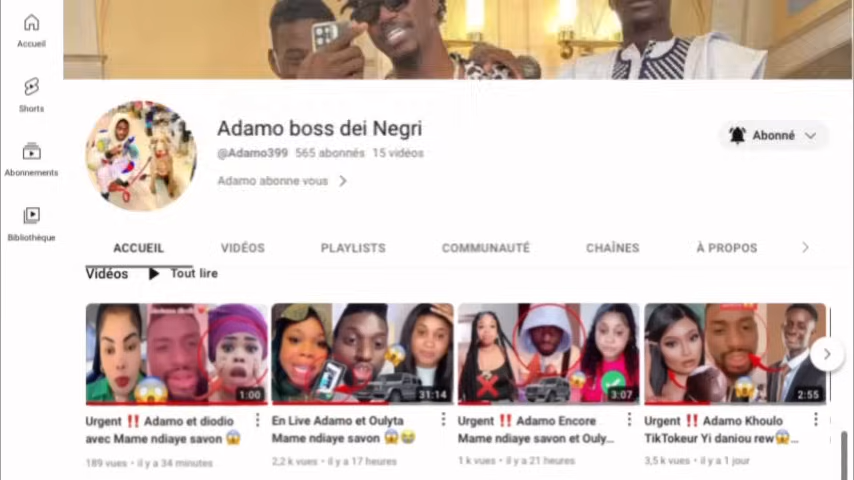 Accueil
Shorts
Abonnements
Bibliothèque
Adamo boss dei Negri
@Adamo399 565 abonnés 15 vidéos
Adamo abonne vous
Abonné
ACCUEIL VIDÉOS PLAYLISTS COMMUNAUTÉ CHAÎNES À PROPOS
Vidéos Tout lire
1:00
31:14
3:07
2:55
Urgent ‼️ Adamo et diodio
avec Mame ndiaye savon 😱
189 vues • il y a 34 minutes
En Live Adamo et Oulyta
Mame ndiaye savon 😱😭
2,2 k vues • il y a 17 heures
Urgent ‼️ Adamo Encore
Mame ndiaye savon et Ouly...
1 k vues • il y a 21 heures
Urgent ‼️ Adamo Khoulo
TikTokeur Yi daniou rew😱...
3,5 k vues • il y a 1 jour